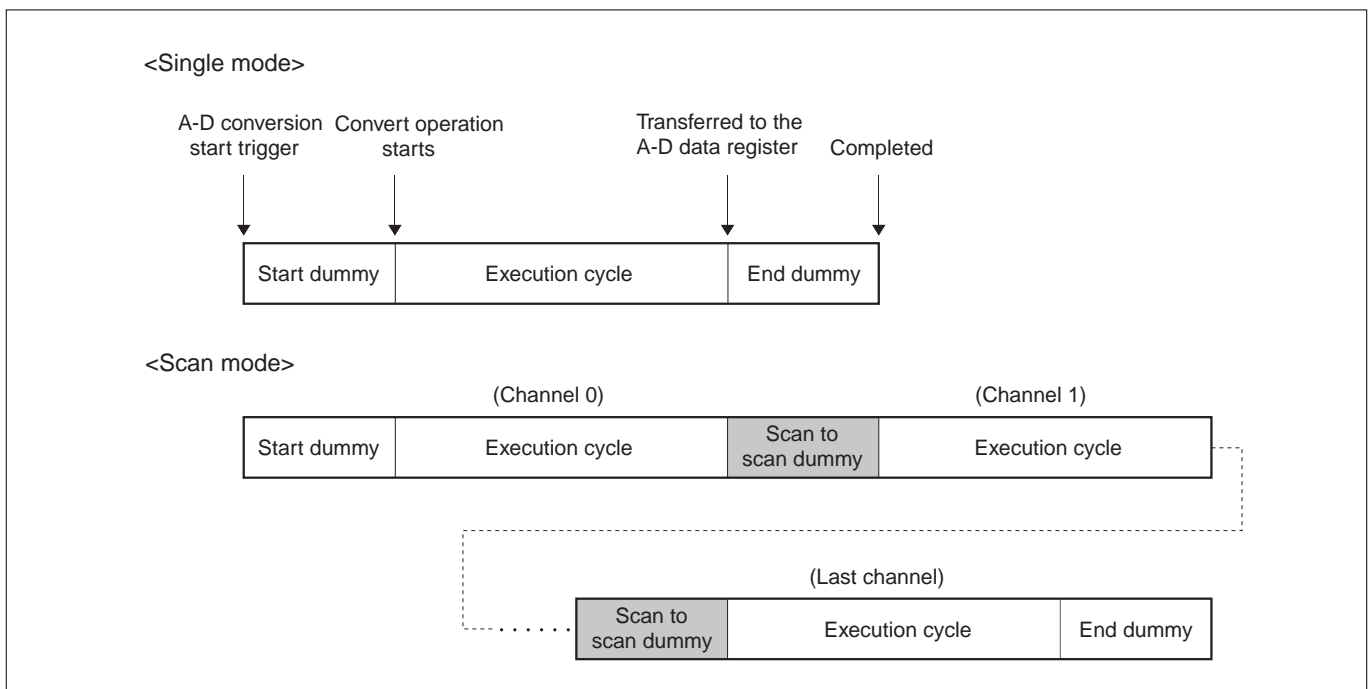 <Single mode>
A-D conversion
start trigger
Convert operation
starts
Transferred to the
A-D data register
Completed
Start dummy
Execution cycle
End dummy
<Scan mode>
(Channel 0)
(Channel 1)
Start dummy
Execution cycle
Scan to
scan dummy
Execution cycle
(Last channel)
Scan to
scan dummy
Execution cycle
End dummy